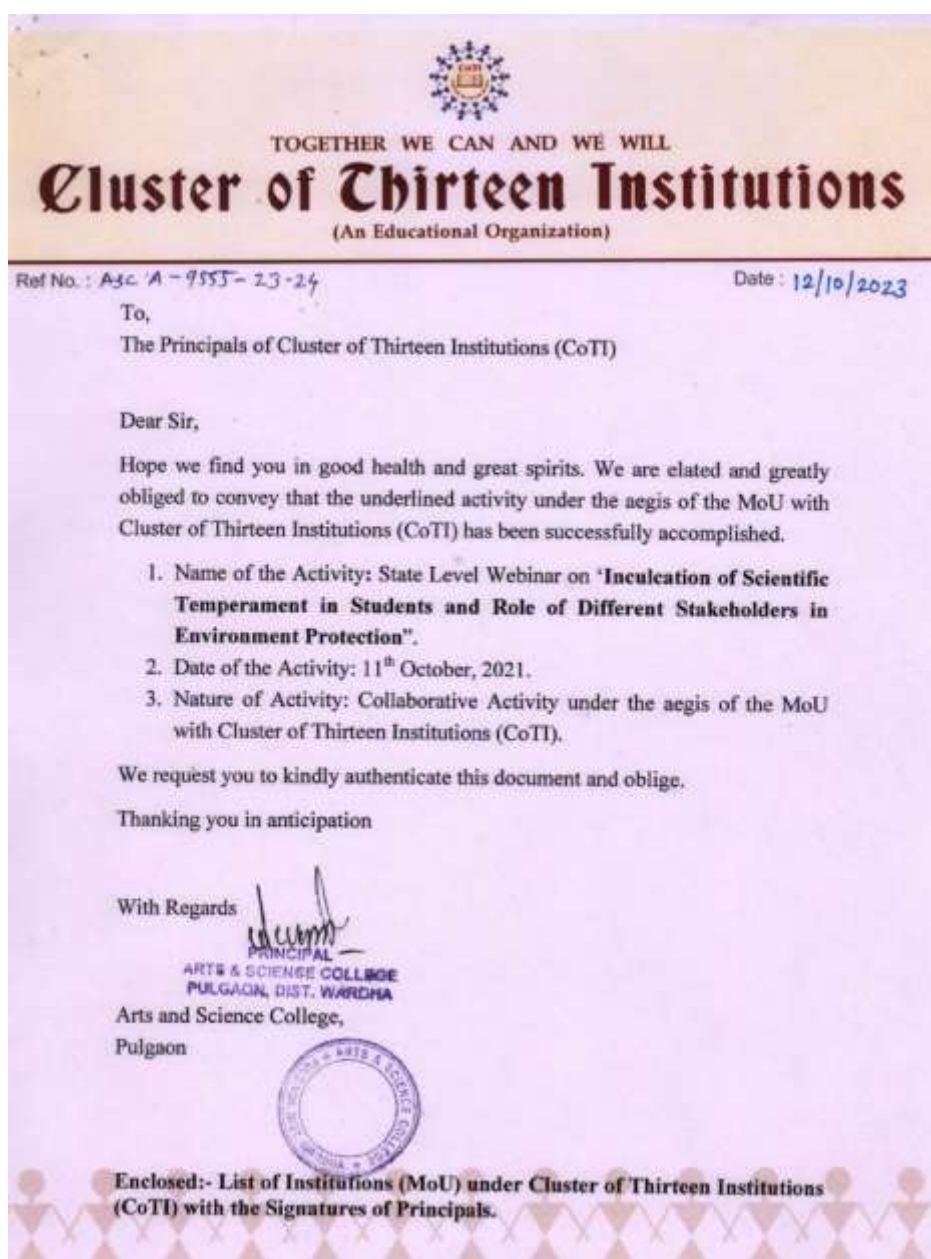 CoTI
TOGETHER WE CAN AND WE WILL
Cluster of Thirteen Institutions
(An Educational Organization)
Ref No. : ASC A-9555-23-24
Date : 12/10/2023
To,
The Principals of Cluster of Thirteen Institutions (CoTI)
Dear Sir,
Hope we find you in good health and great spirits. We are elated and greatly
obliged to convey that the underlined activity under the aegis of the MoU with
Cluster of Thirteen Institutions (CoTI) has been successfully accomplished.
1. Name of the Activity: State Level Webinar on 'Inculcation of Scientific
Temperament in Students and Role of Different Stakeholders in
Environment Protection".
2. Date of the Activity: 11th October, 2021.
3. Nature of Activity: Collaborative Activity under the aegis of the MoU
with Cluster of Thirteen Institutions (CoTI).
We request you to kindly authenticate this document and oblige.
Thanking you in anticipation
With Regards
PRINCIPAL
ARTS & SCIENCE COLLEGE
PULGAON, DIST. WARDHA
Arts and Science College,
Pulgaon
ARTS & SCIENCE COLLEGE
Enclosed:- List of Institutions (MoU) under Cluster of Thirteen Institutions
(CoTI) with the Signatures of Principals.